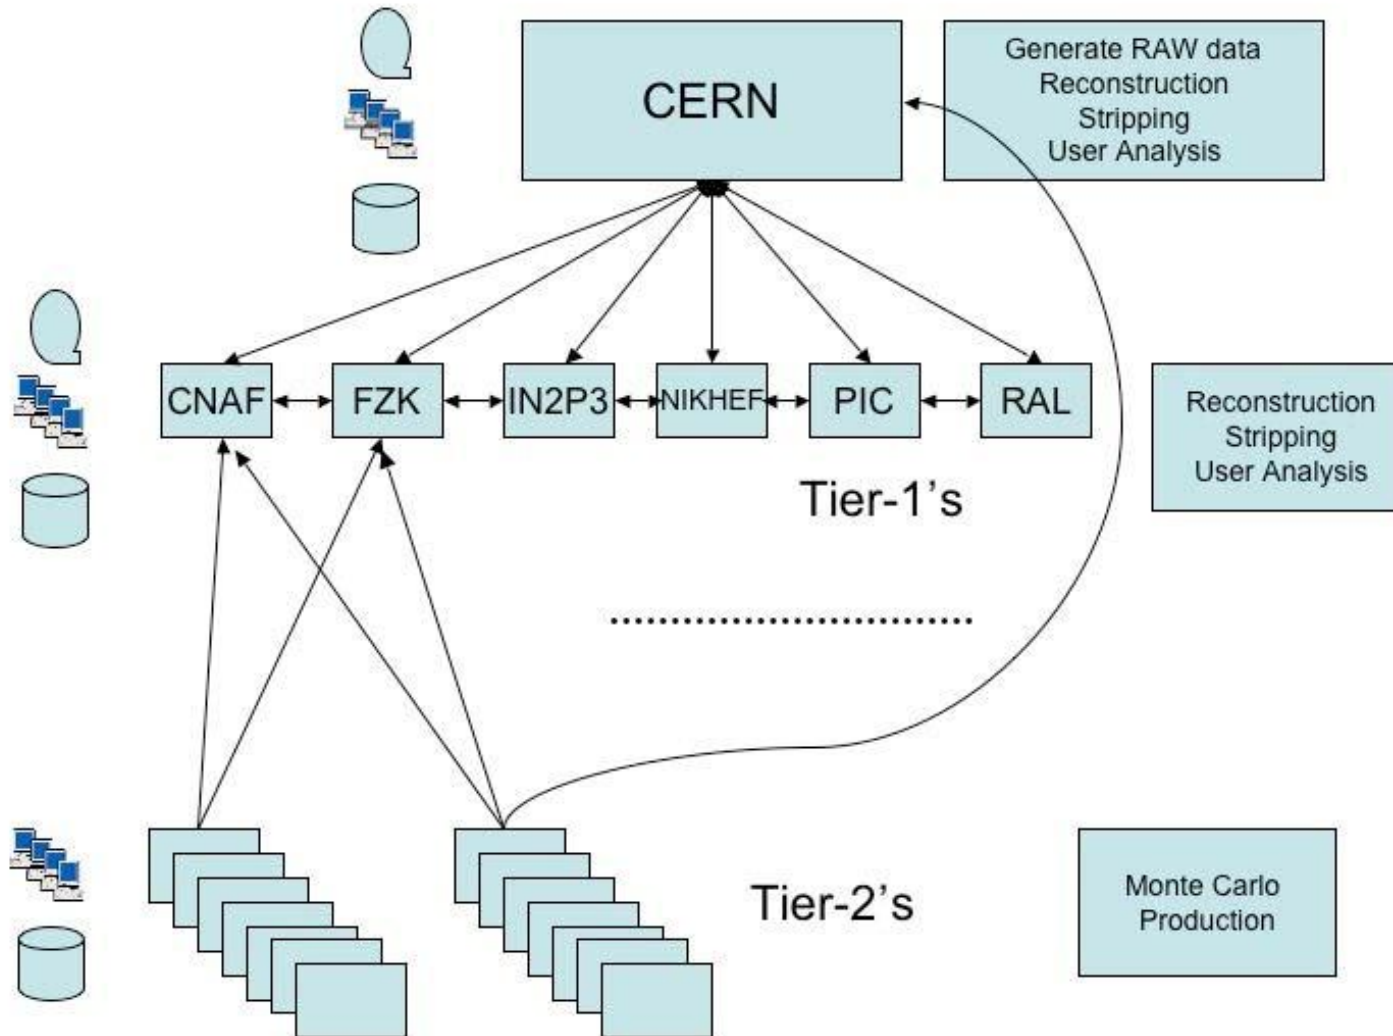 CERN
Generate RAW data
Reconstruction
Stripping
User Analysis
CNAF
FZK
IN2P3
NIKHEF
PIC
RAL
Reconstruction
Stripping
User Analysis
Tier-1's
Tier-2's
Monte Carlo
Production